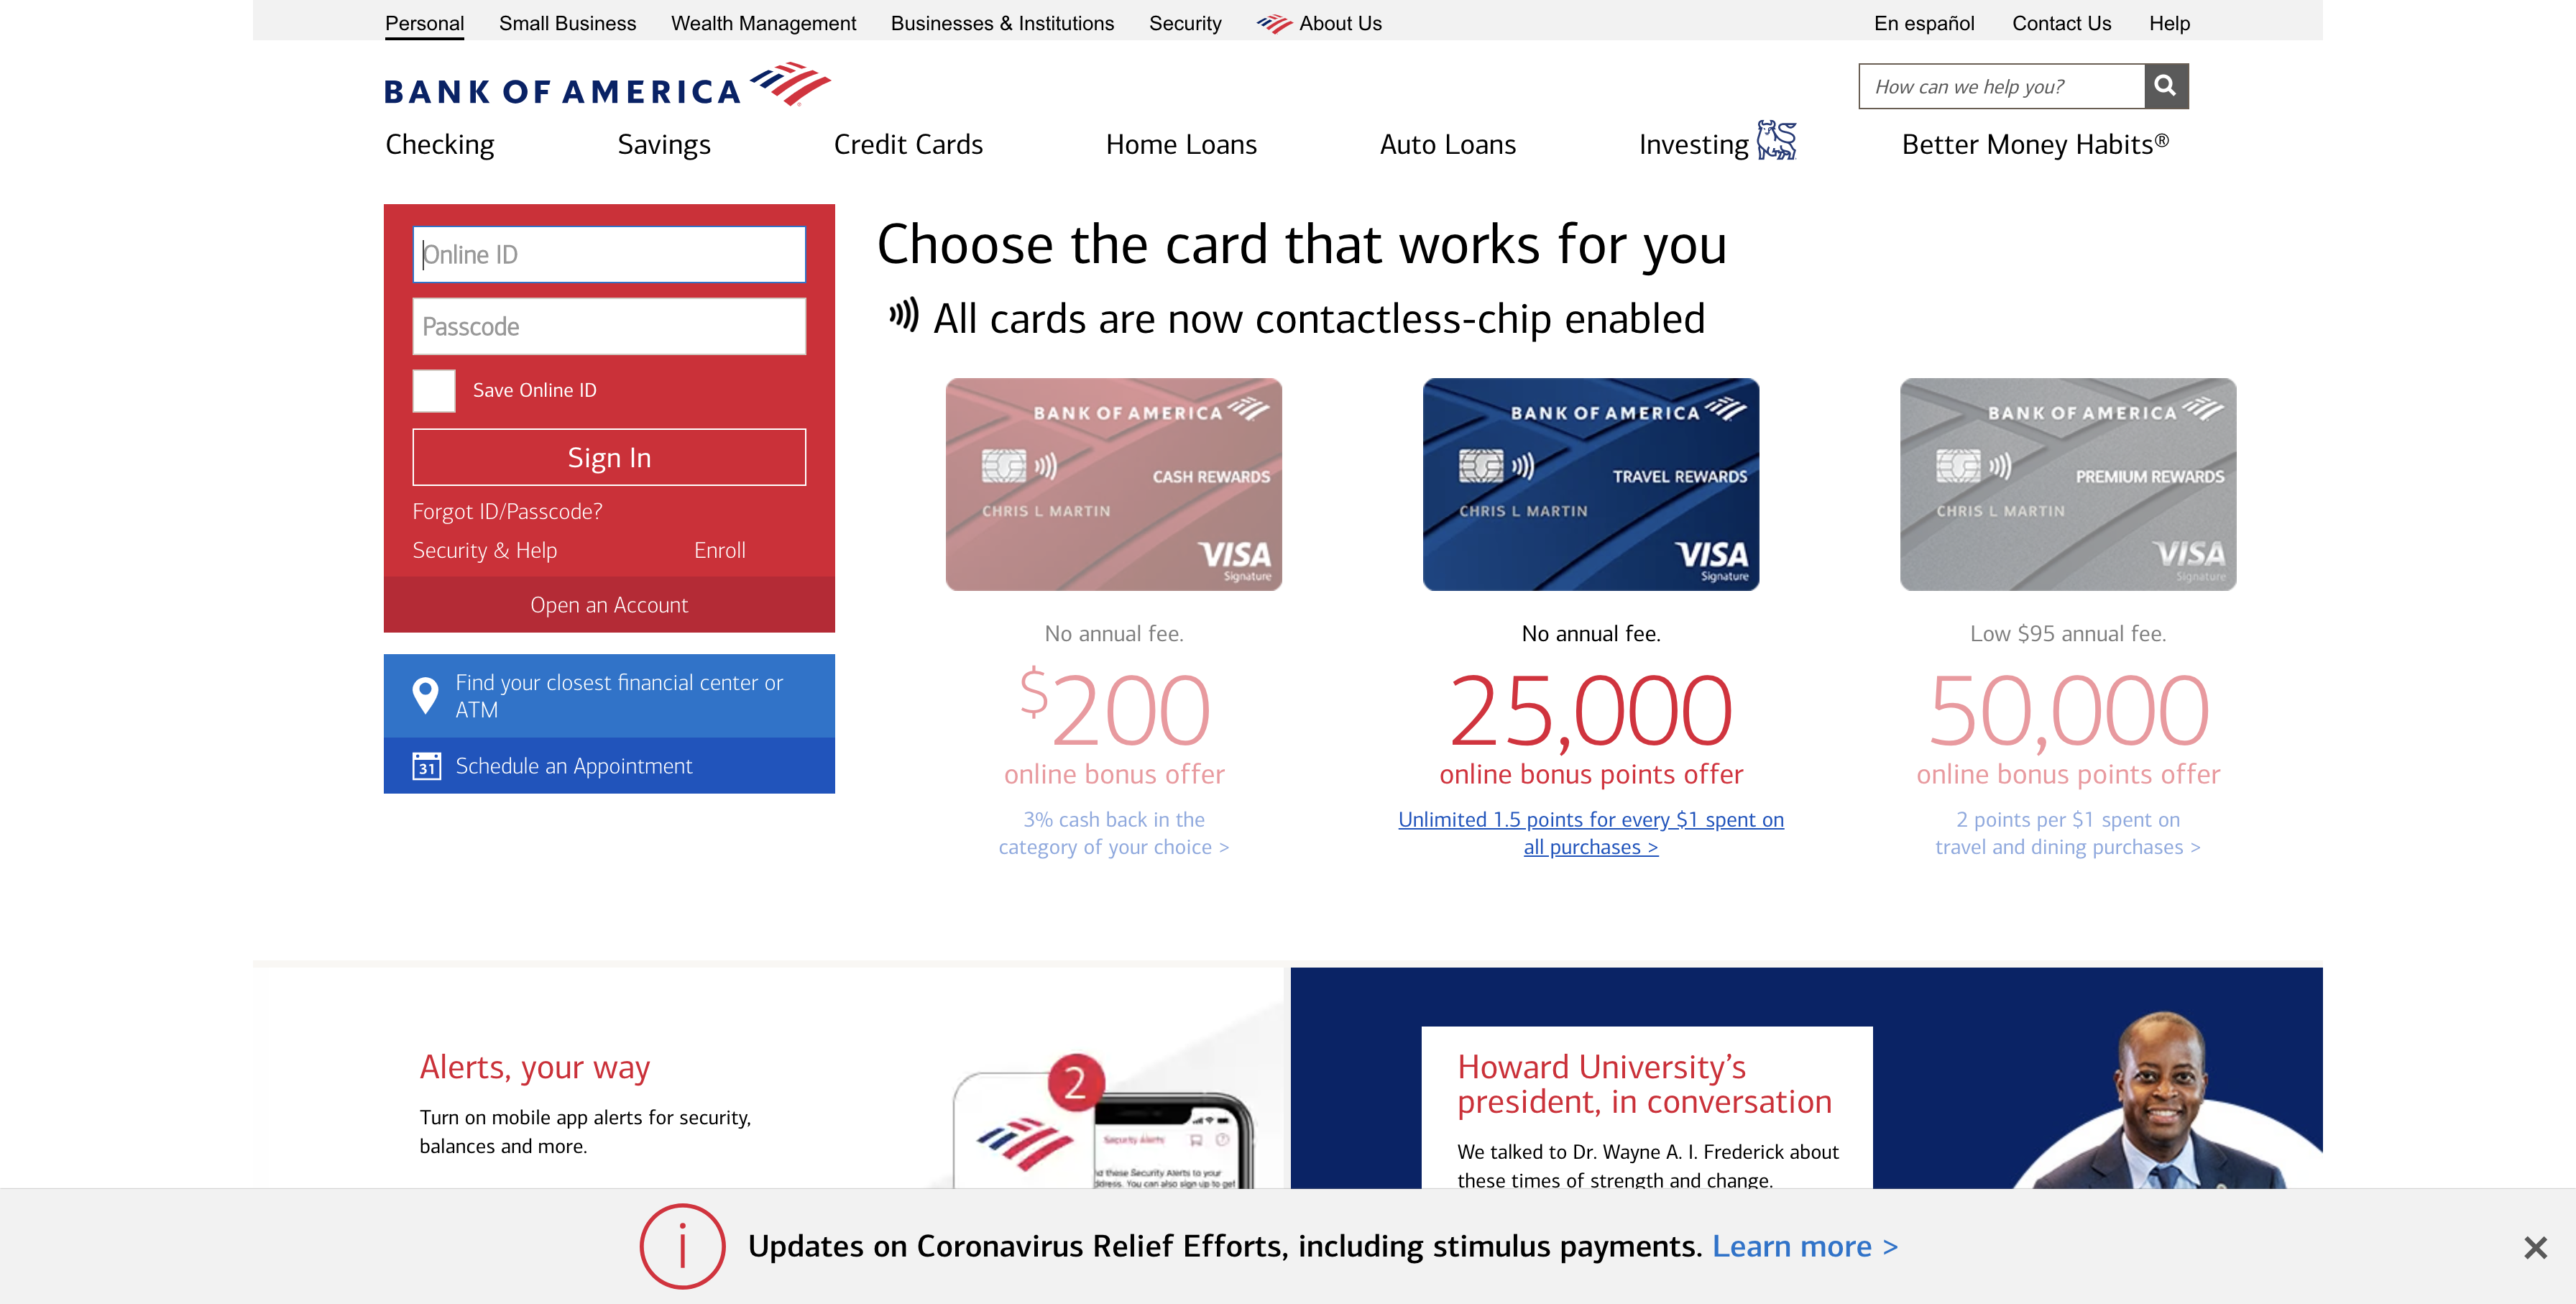 Personal Small Business Wealth Management Businesses & Institutions Security About Us En español Contact Us Help
BANK OF AMERICA
How can we help you?
Checking Savings Credit Cards Home Loans Auto Loans Investing Better Money Habits®
Online ID
Passcode
Save Online ID
Sign In
Forgot ID/Passcode?
Security & Help Enroll
Open an Account
Find your closest financial center or
ATM
31
Schedule an Appointment
Choose the card that works for you
All cards are now contactless-chip enabled
BANK OF AMERICA
CASH REWARDS
CHRIS L MARTIN
VISA
Signature
No annual fee.
$200
online bonus offer
3% cash back in the
category of your choice >
BANK OF AMERICA
TRAVEL REWARDS
CHRIS L MARTIN
VISA
Signature
No annual fee.
25,000
online bonus points offer
Unlimited 1.5 points for every $1 spent on
all purchases >
BANK OF AMERICA
PREMIUM REWARDS
CHRIS L MARTIN
VISA
Signature
Low $95 annual fee.
50,000
online bonus points offer
2 points per $1 spent on
travel and dining purchases >
Alerts, your way
Turn on mobile app alerts for security,
balances and more.
2
Security Alerts
these Security Alerts to your
You can also sign up to get
Howard University's
president, in conversation
We talked to Dr. Wayne A. I. Frederick about
these times of strength and change.
Updates on Coronavirus Relief Efforts, including stimulus payments. Learn more >